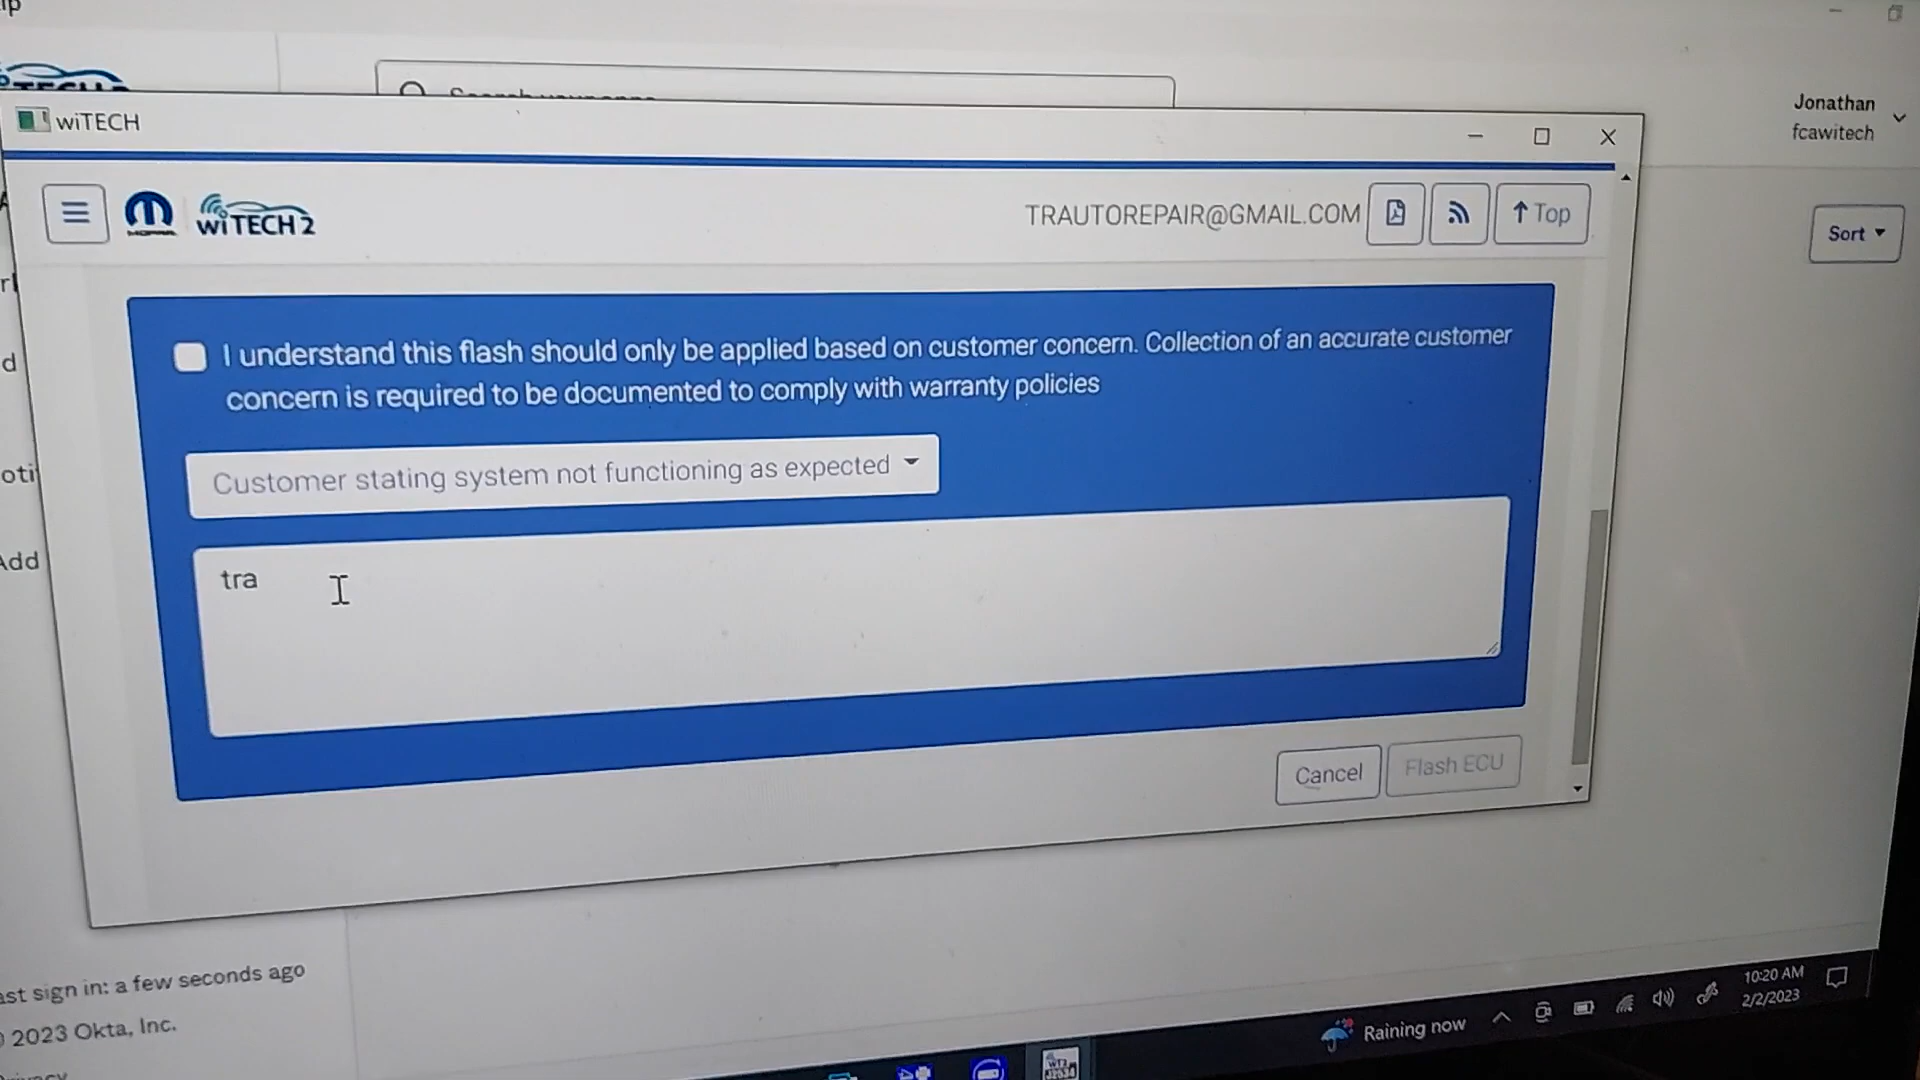 Jonathan
fcawitech
wiTECH
wiTECH 2
TRAUTOREPAIR@GMAIL.COM
Top
Sort
I understand this flash should only be applied based on customer concern. Collection of an accurate customer
concern is required to be documented to comply with warranty policies
Customer stating system not functioning as expected
tra
Add
Cancel
Flash ECU
ast sign in: a few seconds ago
© 2023 Okta, Inc.
10:20 AM
2/2/2023
Raining now
J2534